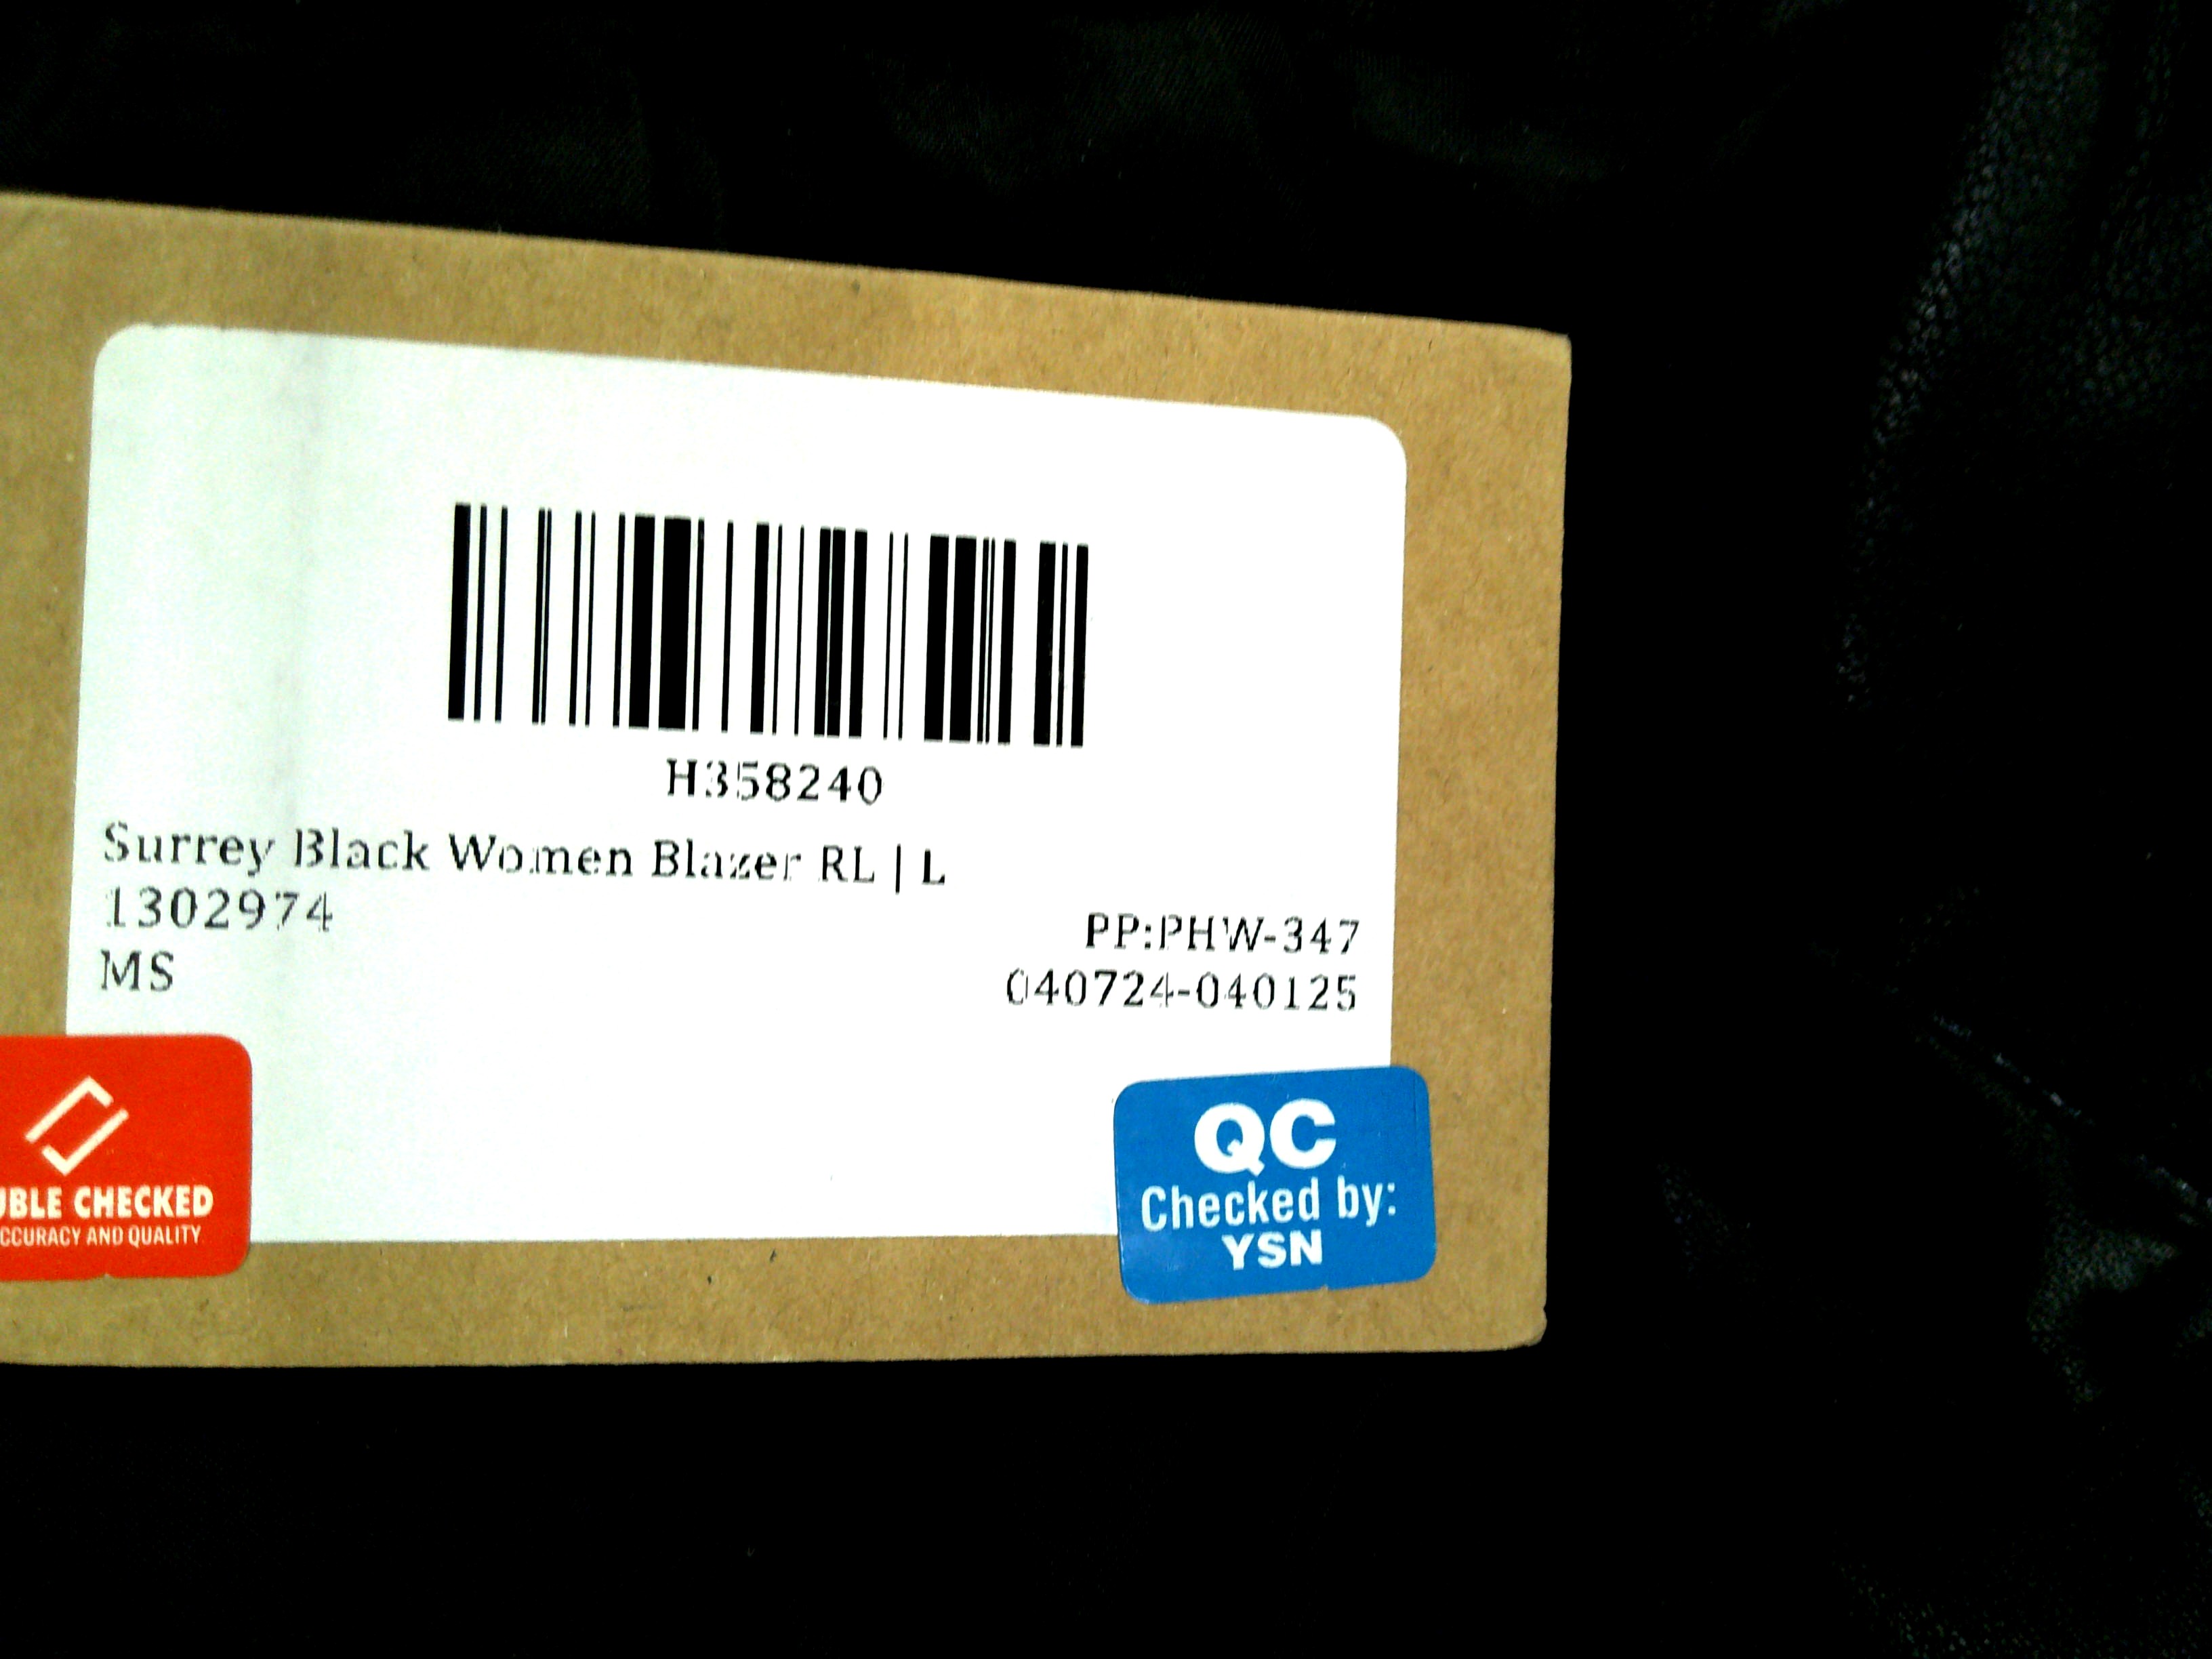 H358240
Surrey Black Women Blazer RL | L
1302974
PP:PHW-347
MS
040724-040125
UBLE CHECKED
CCURACY AND QUALITY
QC
Checked by:
YSN